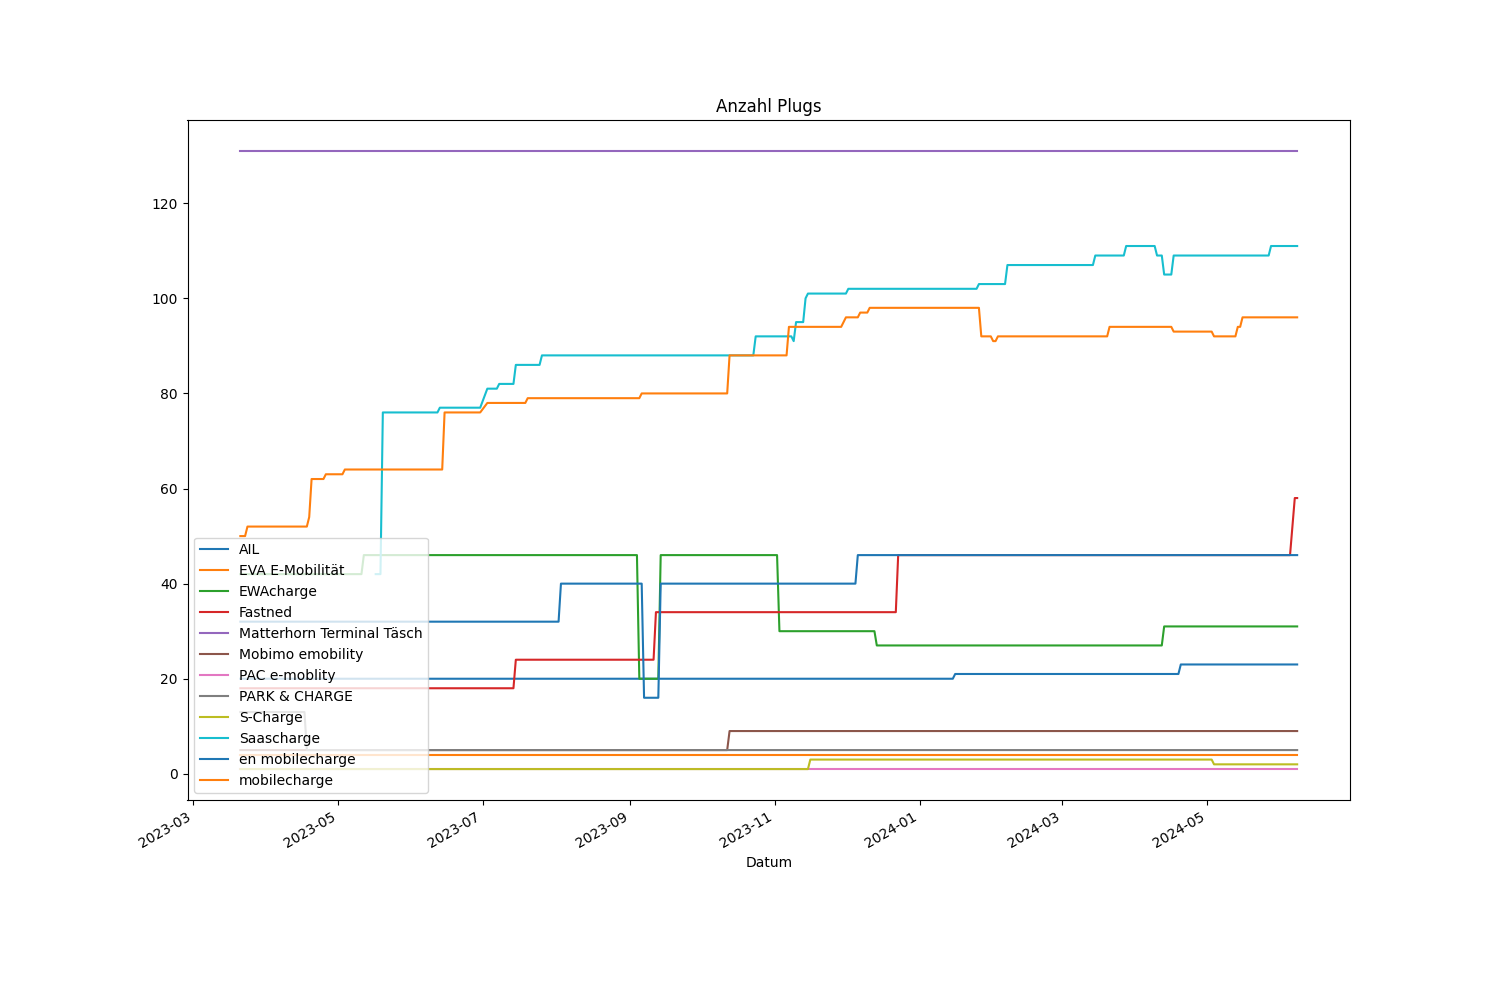 Anzahl Plugs
120
100
80
60
40
20
0
AIL
EVA E-Mobilität
EWAcharge
Fastned
Matterhorn Terminal Täsch
Mobimo emobility
PAC e-moblity
PARK & CHARGE
S-Charge
Saascharge
en mobilecharge
mobilecharge
2023-03
2023-05
2023-07
2023-09
2023-11
2024-01
2024-03
2024-05
Datum